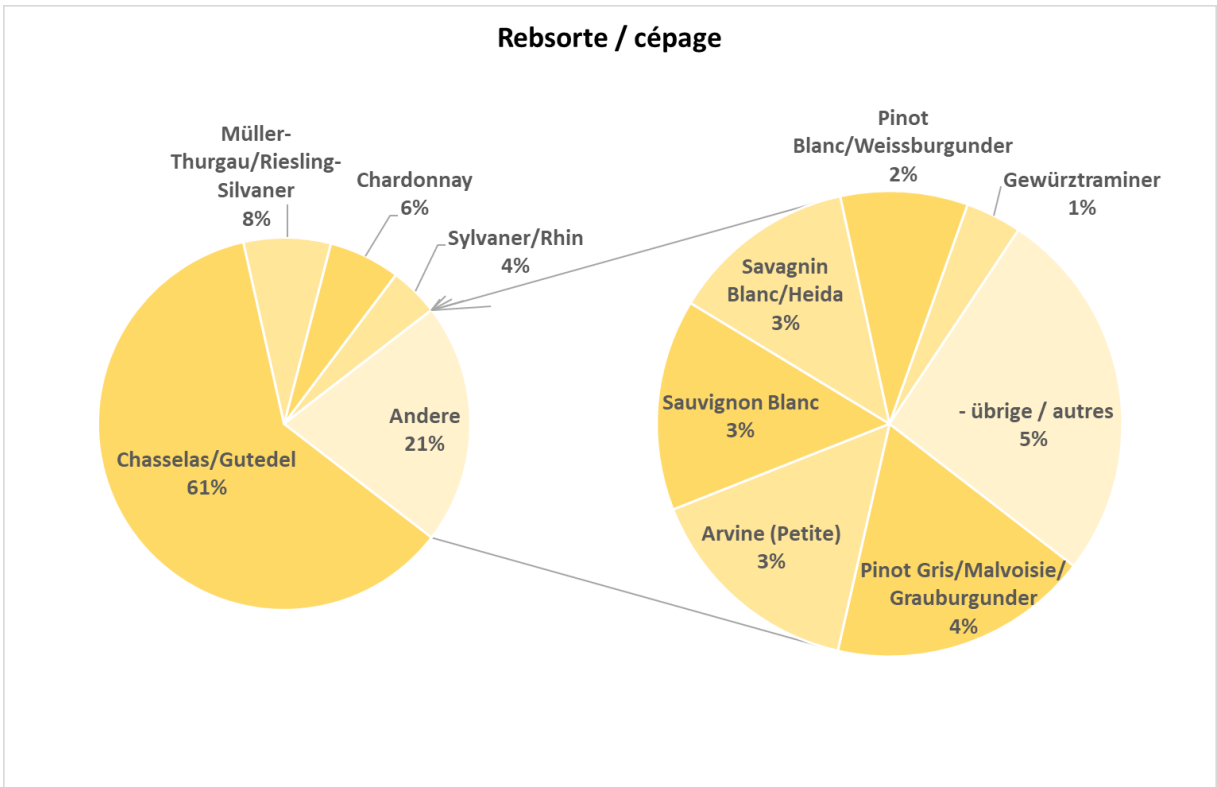 Rebsorte / cépage
Müller-
Thurgau/Riesling-
Silvaner
8%
Chardonnay
6%
Sylvaner/Rhin
4%
Andere
21%
Chasselas/Gutedel
61%
Pinot
Blanc/Weissburgunder
2%
Gewürztraminer
1%
Savagnin
Blanc/Heida
3%
Sauvignon Blanc
3%
- übrige / autres
5%
Arvine (Petite)
3%
Pinot Gris/Malvoisie/
Grauburgunder
4%